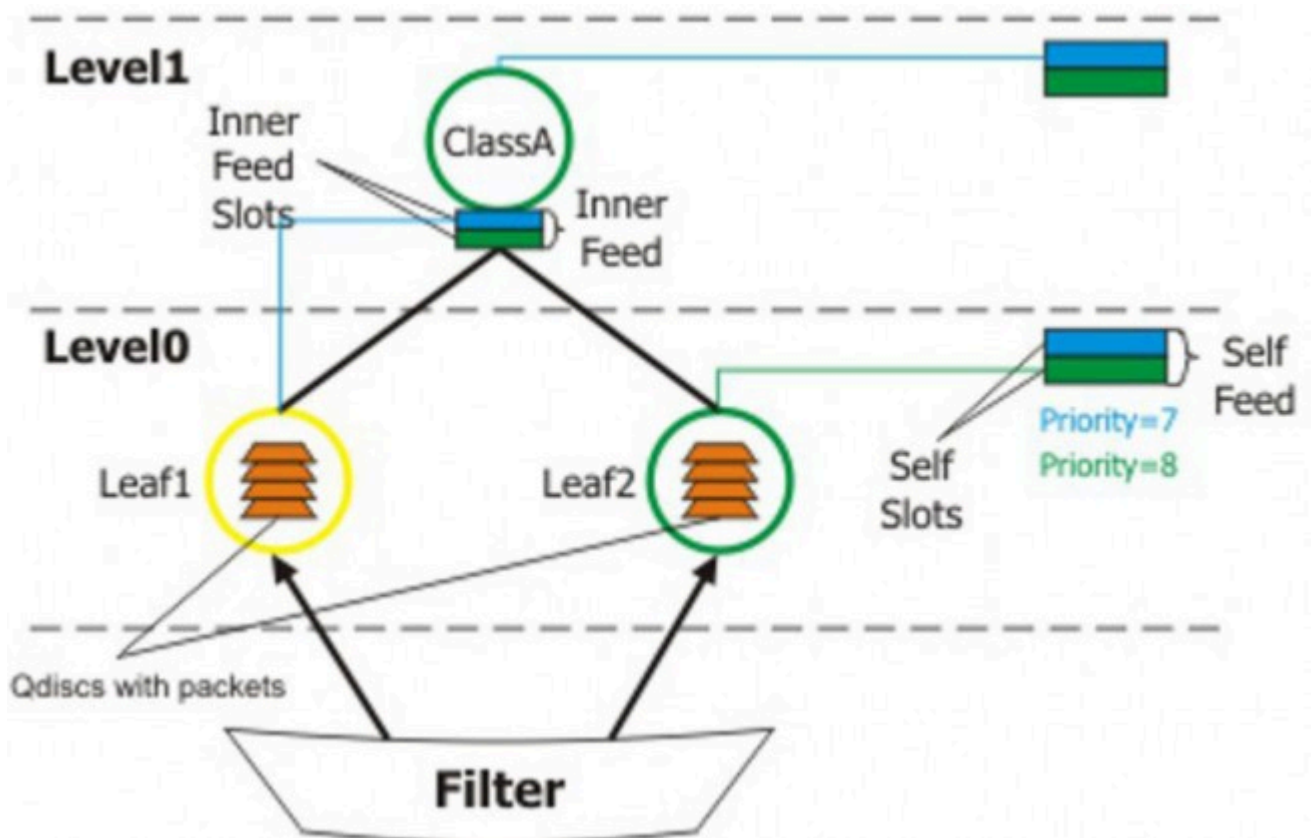 Level1
ClassA
Inner
Feed
Slots
Inner
Feed
Level0
Self
Feed
Priority=7
Priority=8
Leaf1
Leaf2
Self
Slots
Qdiscs with packets
Filter